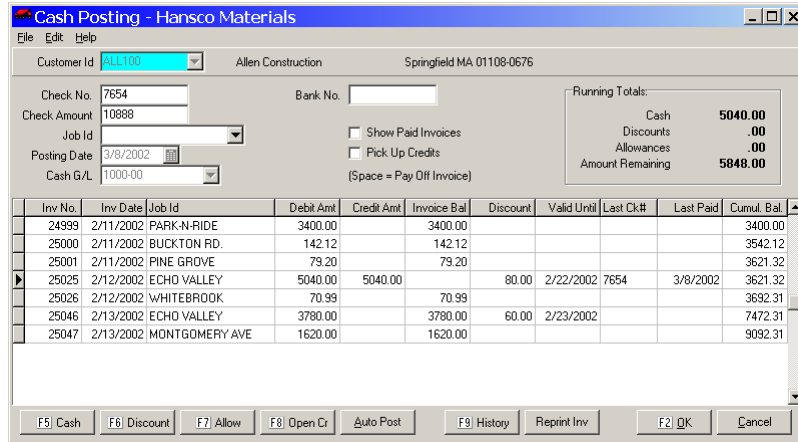 Cash Posting - Hansco Materials
File Edit Help
Customer Id ALL100 Allen Construction Springfield MA 01108-0676
Check No. 7654 Bank No.
Check Amount 10888
Job Id
Posting Date 3/8/2002
Cash G/L 1000-00
Show Paid Invoices
Pick Up Credits
(Space = Pay Off Invoice)
Running Totals:
Cash 5040.00
Discounts .00
Allowances .00
Amount Remaining 5848.00
Inv No. Inv Date Job Id Debit Amt Credit Amt Invoice Bal Discount Valid Until Last Ck# Last Paid Cumul. Bal.
24999 2/11/2002 PARK-N-RIDE 3400.00 3400.00 3400.00
25000 2/11/2002 BUCKTON RD. 142.12 142.12 3542.12
25001 2/11/2002 PINE GROVE 79.20 79.20 3621.32
25025 2/12/2002 ECHO VALLEY 5040.00 5040.00 80.00 2/22/2002 7654 3/8/2002 3621.32
25026 2/12/2002 WHITEBROOK 70.99 70.99 3692.31
25046 2/13/2002 ECHO VALLEY 3780.00 3780.00 60.00 2/23/2002 7472.31
25047 2/13/2002 MONTGOMERY AVE 1620.00 1620.00 9092.31
F5 Cash F6 Discount F7 Allow F8 Open Cr Auto Post F9 History Reprint Inv F2 OK Cancel